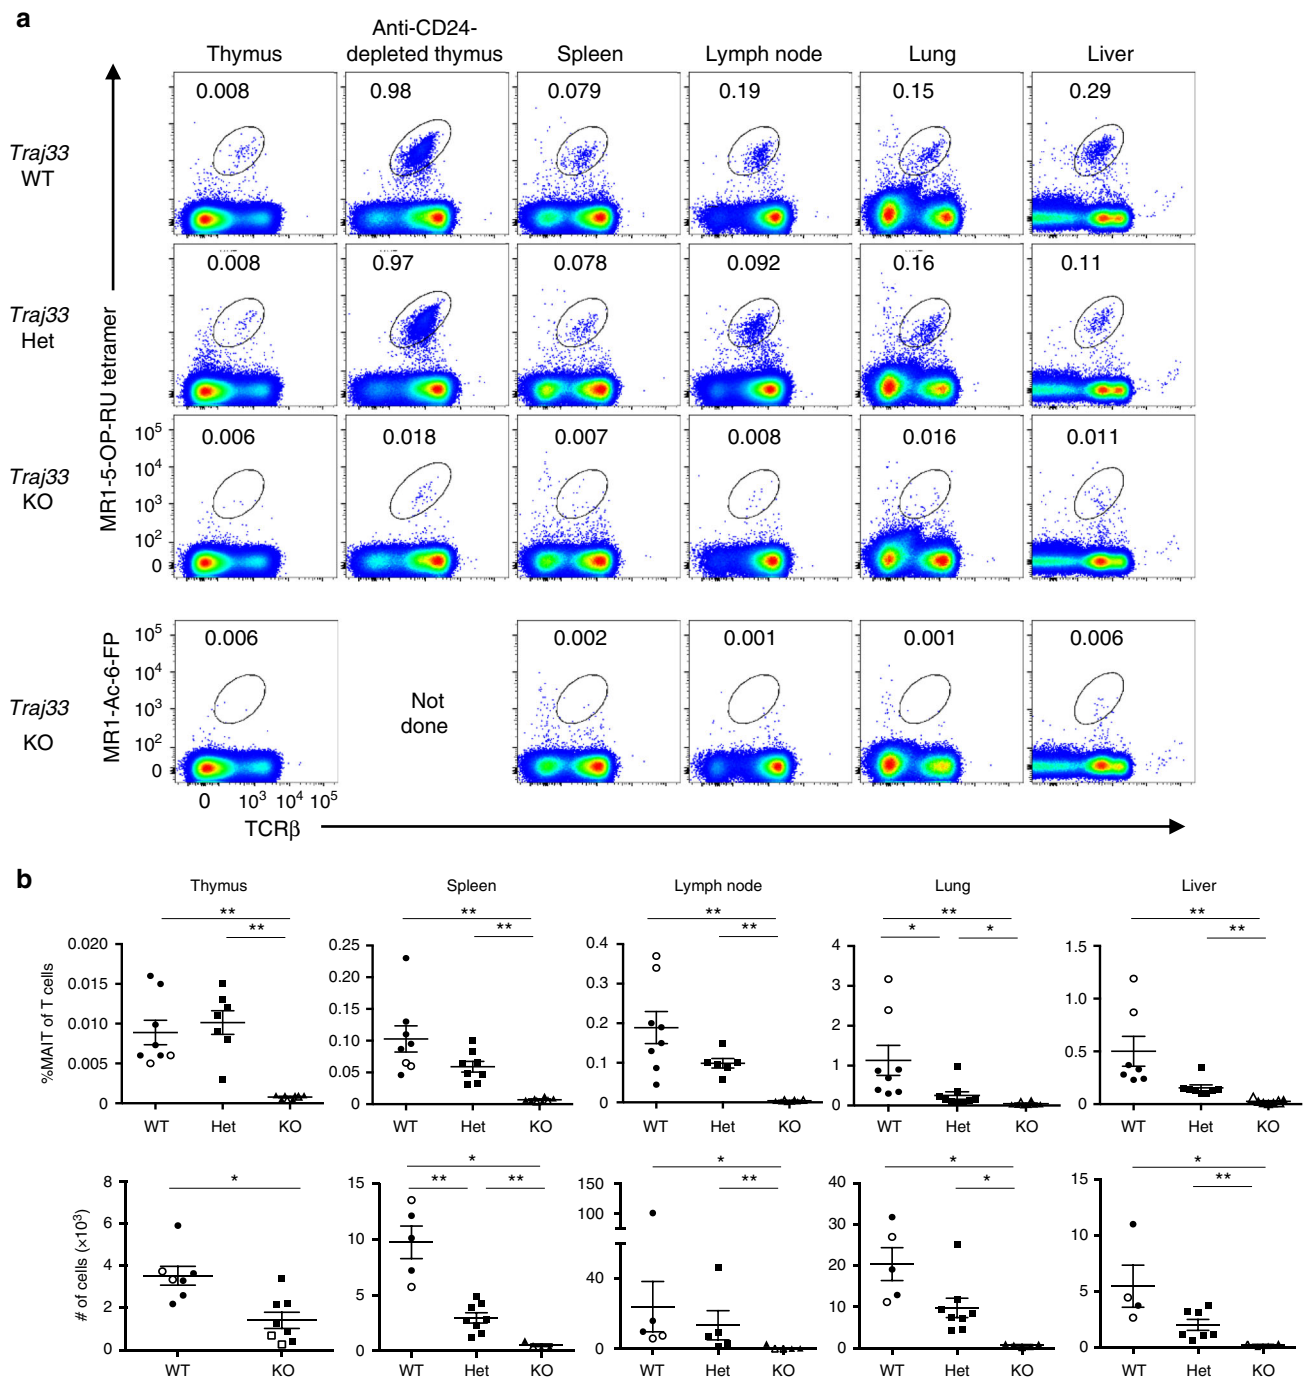 a
Thymus
Anti-CD24-
depleted thymus
Spleen
Lymph node
Lung
Liver
MR1-5-OP-RU tetramer
Traj33
WT
0.008
0.98
0.079
0.19
0.15
0.29
Traj33
Het
0.008
0.97
0.078
0.092
0.16
0.11
Traj33
KO
10⁵
10⁴
10³
10²
0
0.006
0.018
0.007
0.008
0.016
0.011
Traj33
KO
MR1-Ac-6-FP
10⁵
10⁴
10³
10²
0
0.006
Not
done
0.002
0.001
0.001
0.006
0 10³ 10⁴ 10⁵
TCRβ
b
Thymus
Spleen
Lymph node
Lung
Liver
%MAIT of T cells
** **
0.020
0.015
0.010
0.005
0.000
WT Het KO
** **
0.25
0.20
0.15
0.10
0.05
0.00
WT Het KO
** **
0.4
0.3
0.2
0.1
0.0
WT Het KO
** * *
4
3
2
1
0
WT Het KO
** **
1.5
1.0
0.5
0.0
WT Het KO
# of cells (×10³)
*
8
6
4
2
0
WT KO
* ** **
15
10
5
0
WT Het KO
* **
150
100
40
0
WT Het KO
* *
40
30
20
10
0
WT Het KO
* **
15
10
5
0
WT Het KO